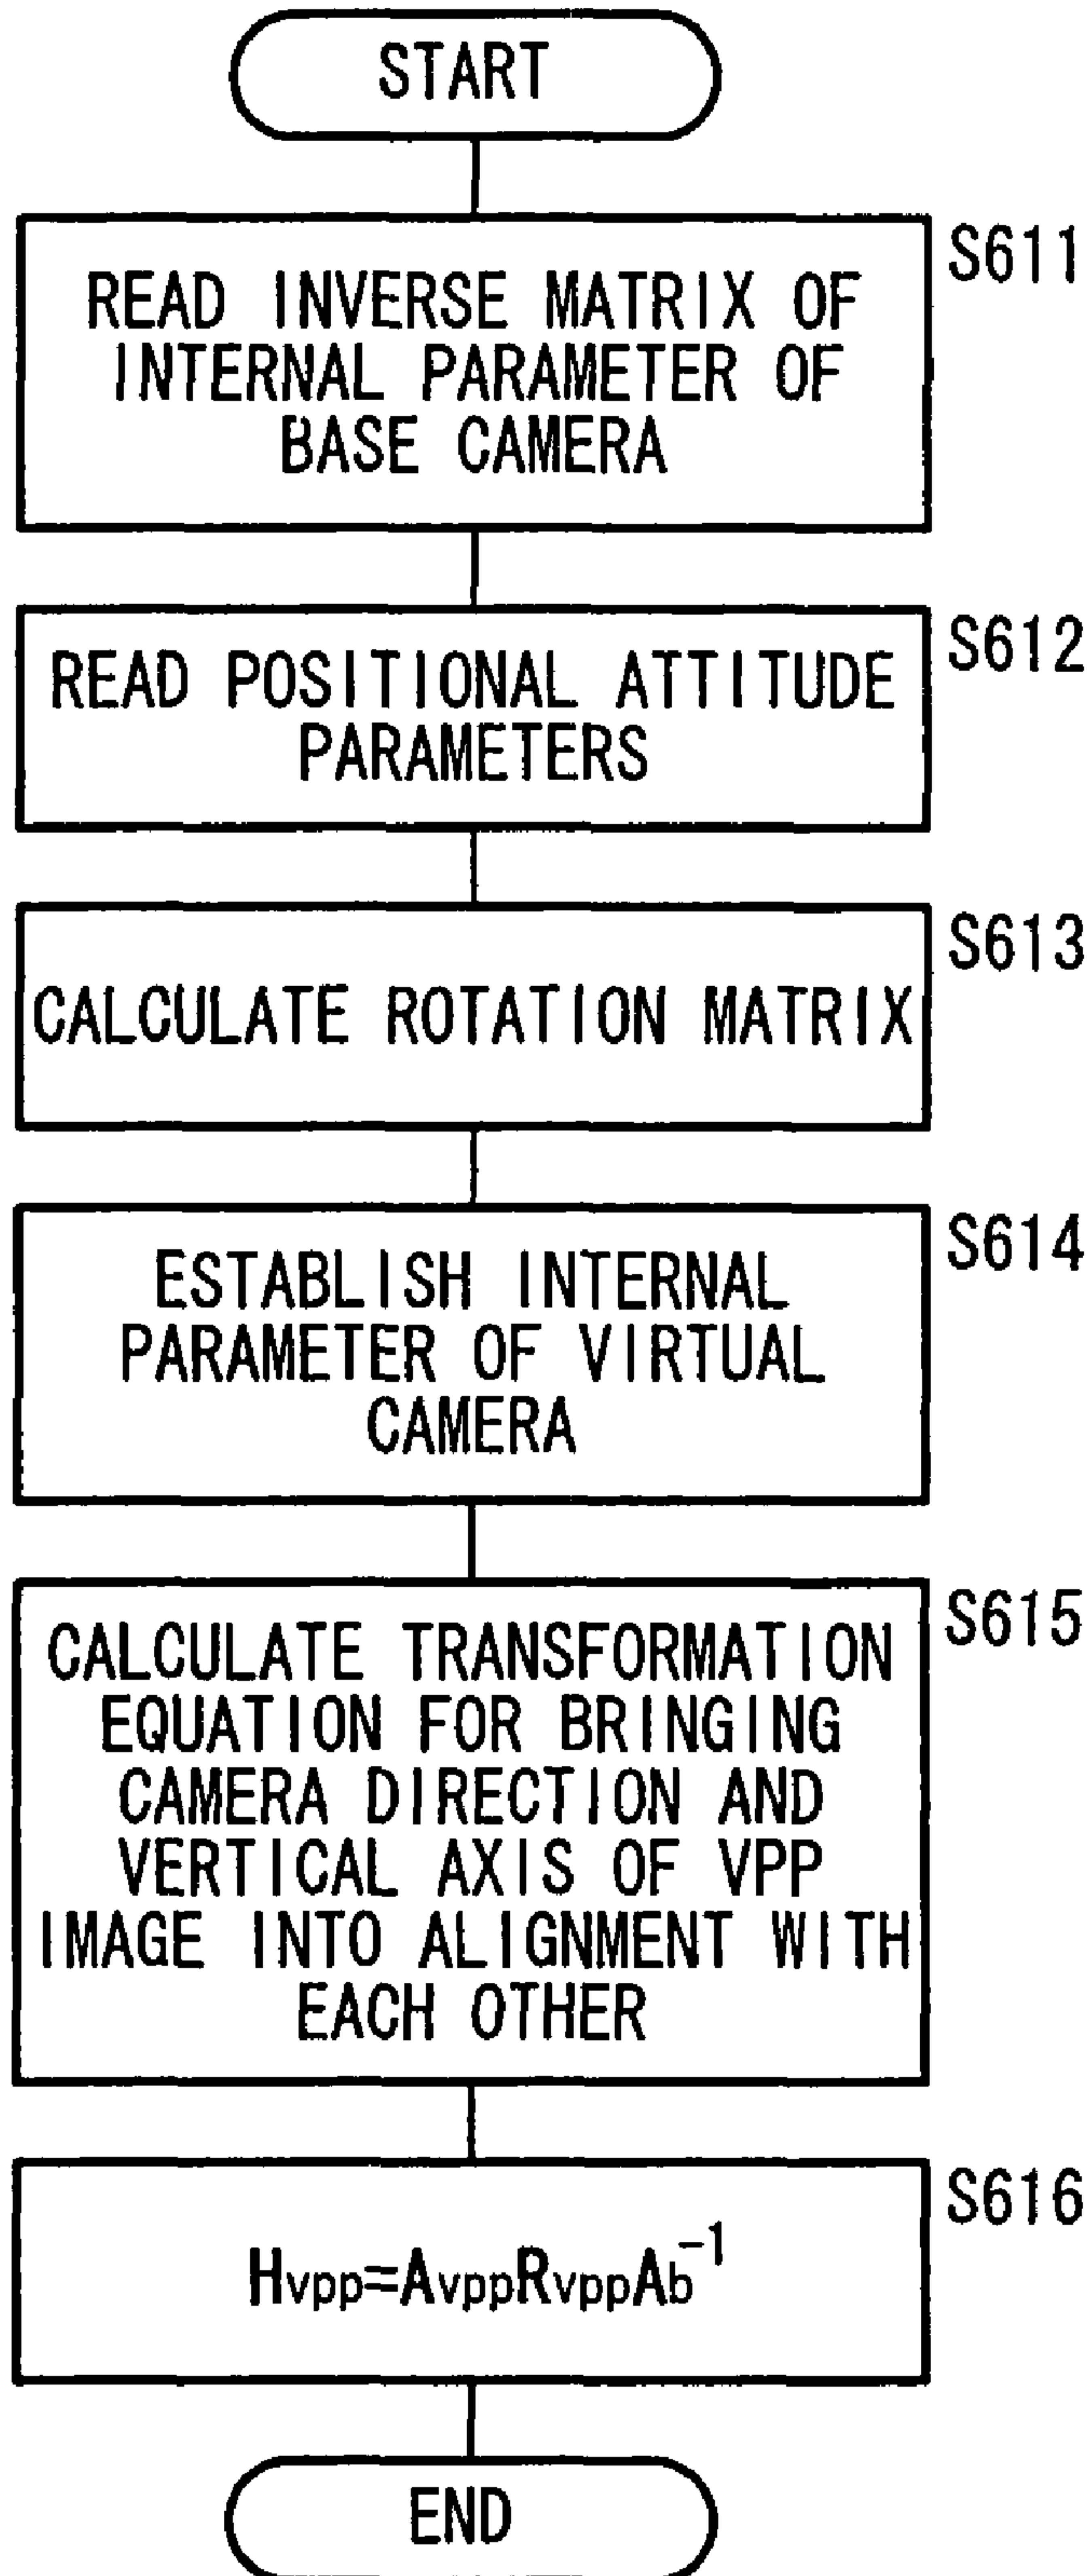 START
S611
READ INVERSE MATRIX OF
INTERNAL PARAMETER OF
BASE CAMERA
S612
READ POSITIONAL ATTITUDE
PARAMETERS
S613
CALCULATE ROTATION MATRIX
S614
ESTABLISH INTERNAL
PARAMETER OF VIRTUAL
CAMERA
S615
CALCULATE TRANSFORMATION
EQUATION FOR BRINGING
CAMERA DIRECTION AND
VERTICAL AXIS OF VPP
IMAGE INTO ALIGNMENT WITH
EACH OTHER
S616
Hvpp=AvppRvppAb⁻¹
END